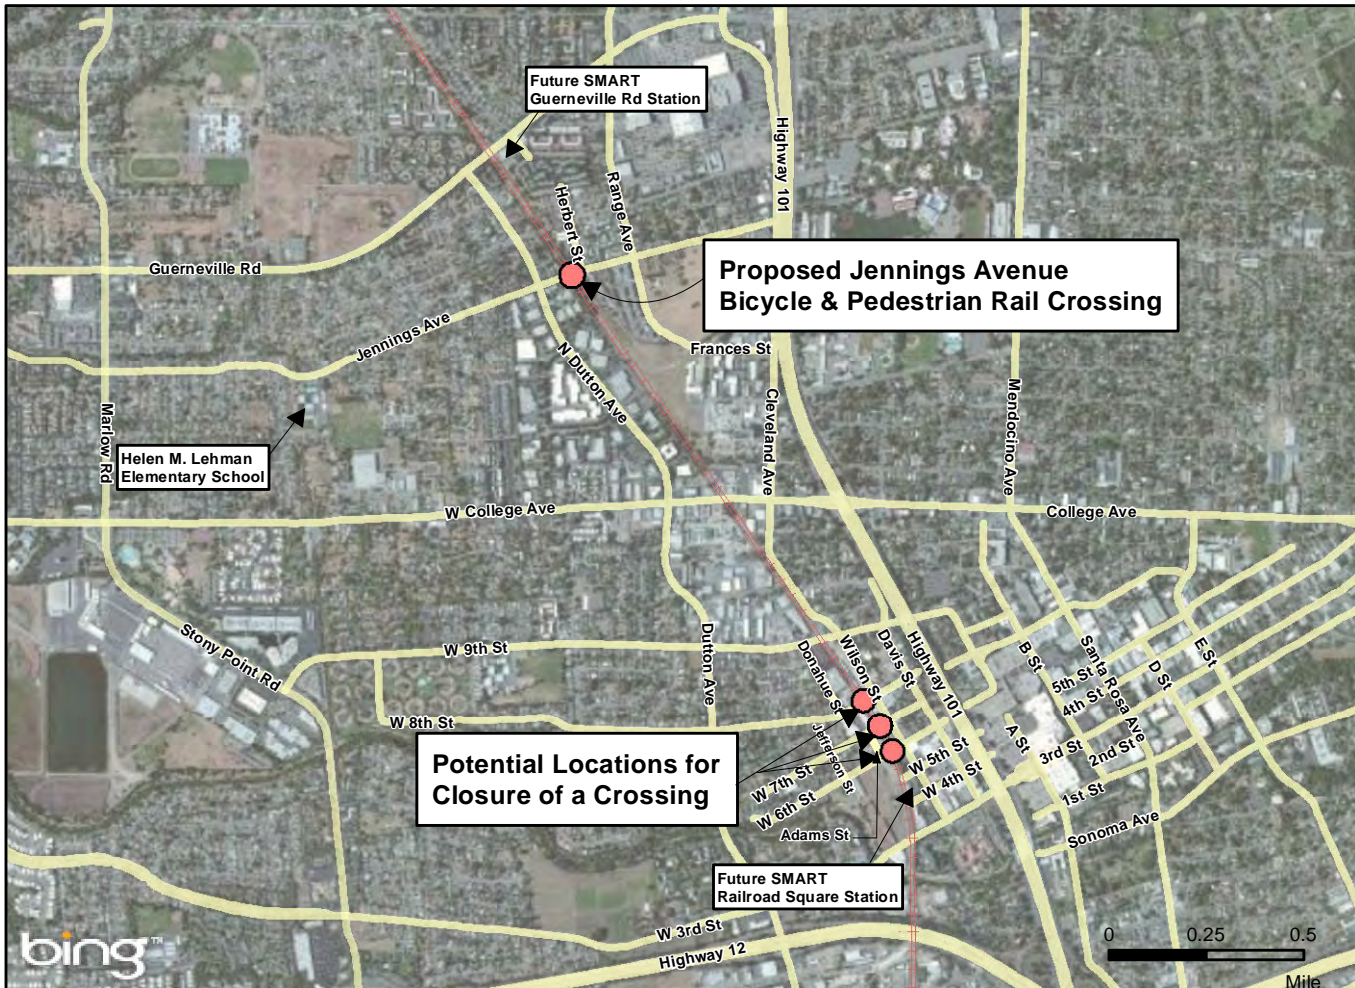 Future SMART
Guerneville Rd Station
Highway 101
Range Ave
Herbert St
Guerneville Rd
Proposed Jennings Avenue
Bicycle & Pedestrian Rail Crossing
Jennings Ave
Frances St
N Dutton Ave
Marlow Rd
Cleveland Ave
Mendocino Ave
Helen M. Lehman
Elementary School
W College Ave
College Ave
Stony Point Rd
W 9th St
Dutton Ave
Donahue St
Wilson St
Davis St
Highway 101
B St
Santa Rosa Ave
D St
E St
5th St
4th St
W 8th St
Jefferson St
A St
3rd St
2nd St
W 5th St
W 4th St
1st St
Potential Locations for
Closure of a Crossing
W 7th St
W 6th St
Adams St
Sonoma Ave
Future SMART
Railroad Square Station
W 3rd St
Highway 12
bing™
0 0.25 0.5
Mile